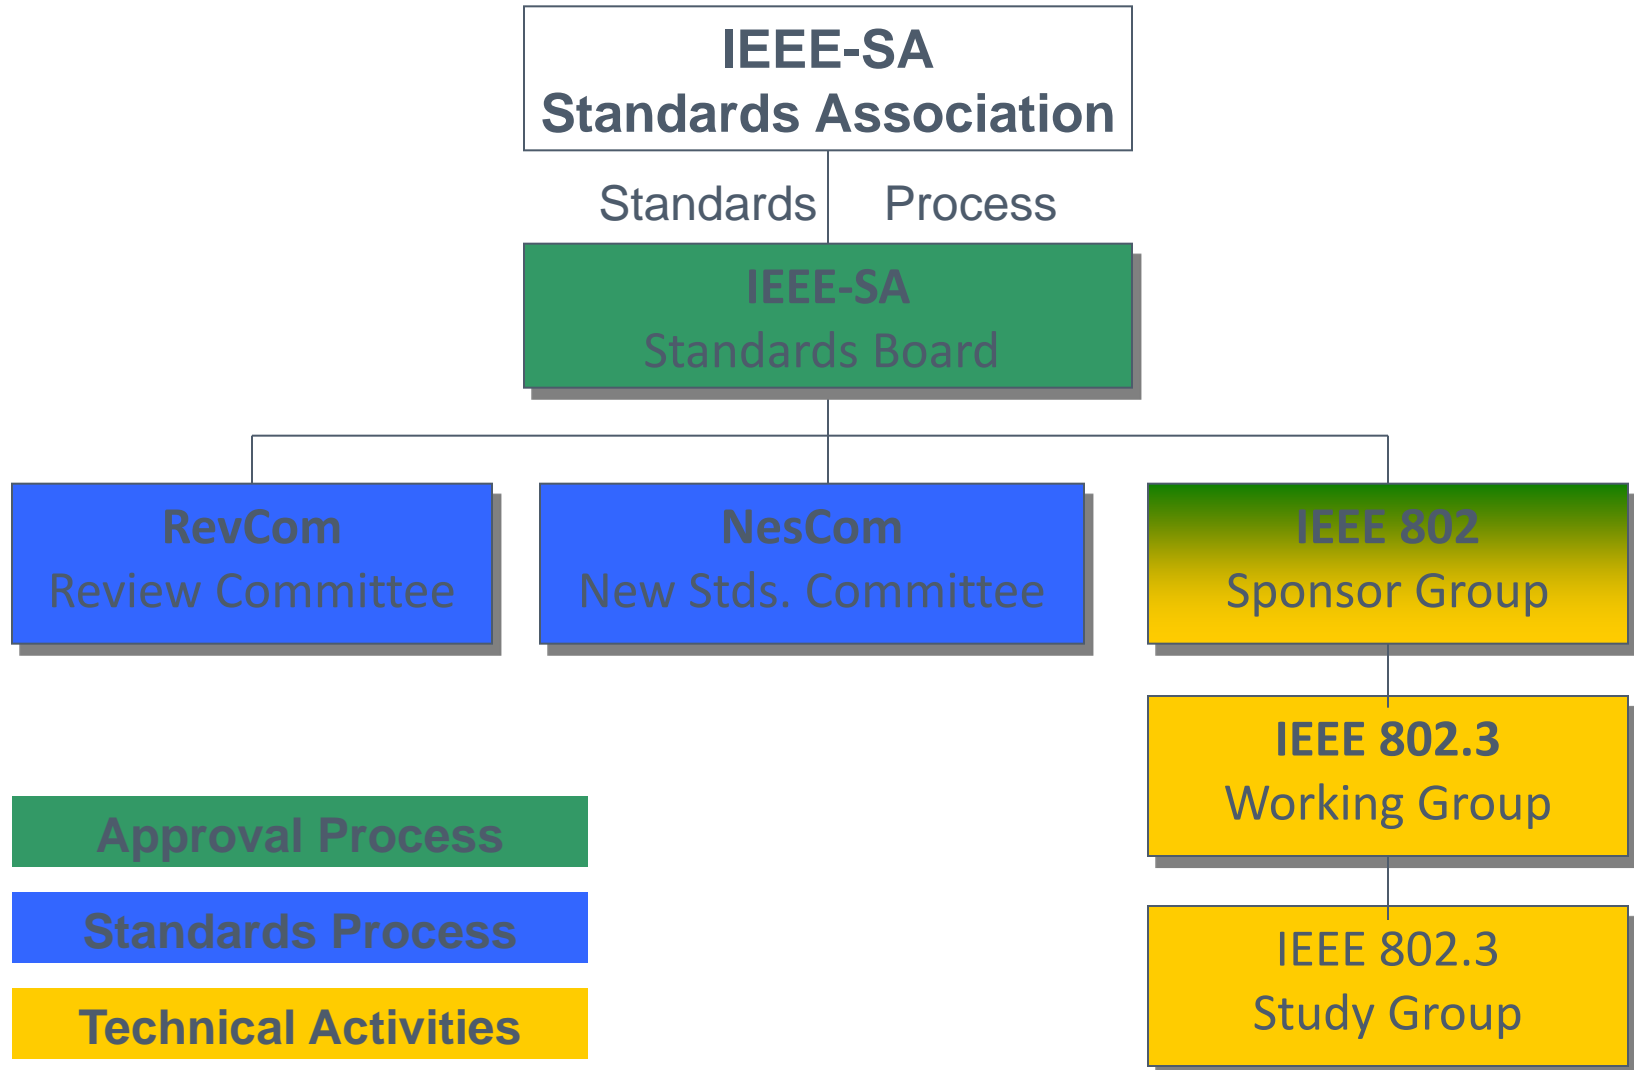 IEEE-SA
Standards Association
Standards Process
IEEE-SA
Standards Board
RevCom
Review Committee
NesCom
New Stds. Committee
IEEE 802
Sponsor Group
IEEE 802.3
Working Group
IEEE 802.3
Study Group
Approval Process
Standards Process
Technical Activities